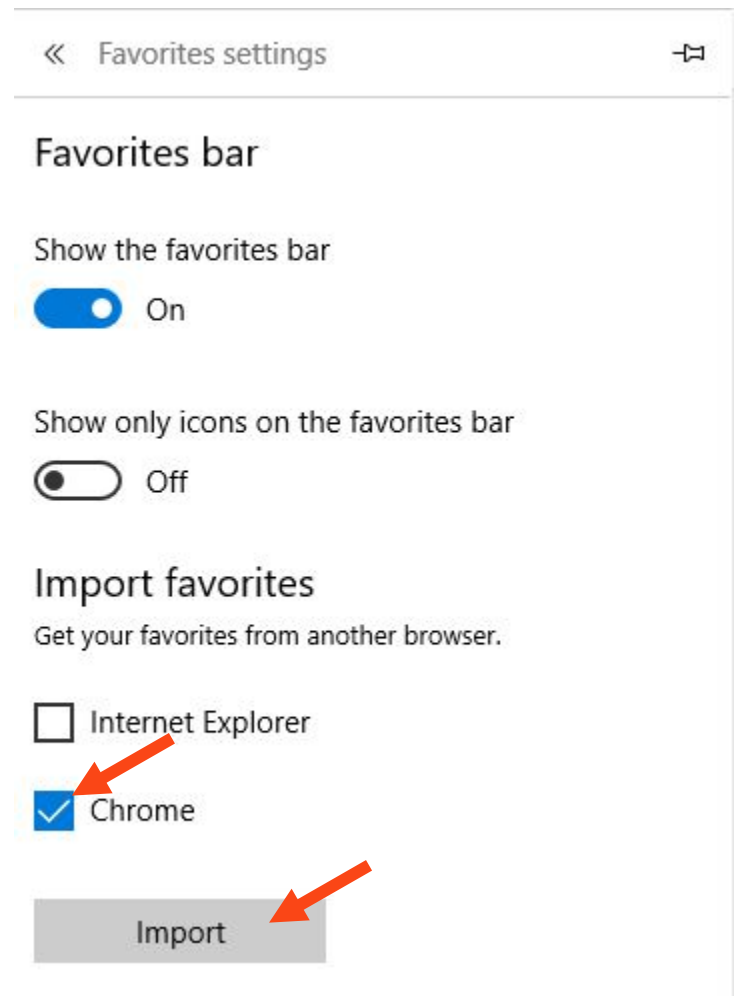 Favorites settings
Favorites bar
Show the favorites bar
On
Show only icons on the favorites bar
Off
Import favorites
Get your favorites from another browser.
Internet Explorer
Chrome
Import